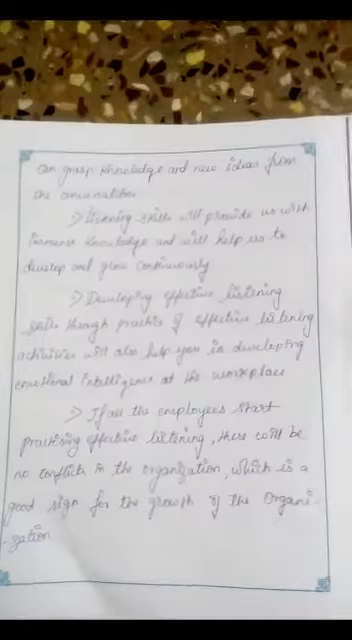 can grasp knowledge and new ideas from
the conversation
=> Listening skills will provide us with
immense knowledge and will help us to
develop and grow continuously
=> Developing effective listening
skills through practice of effective listening
activities will also help you in developing
emotional intelligence at the workplace
=> If all the employees start
practising effective listening, there will be
no conflicts in the organization, which is a
good sign for the growth of the Organi-
-zation